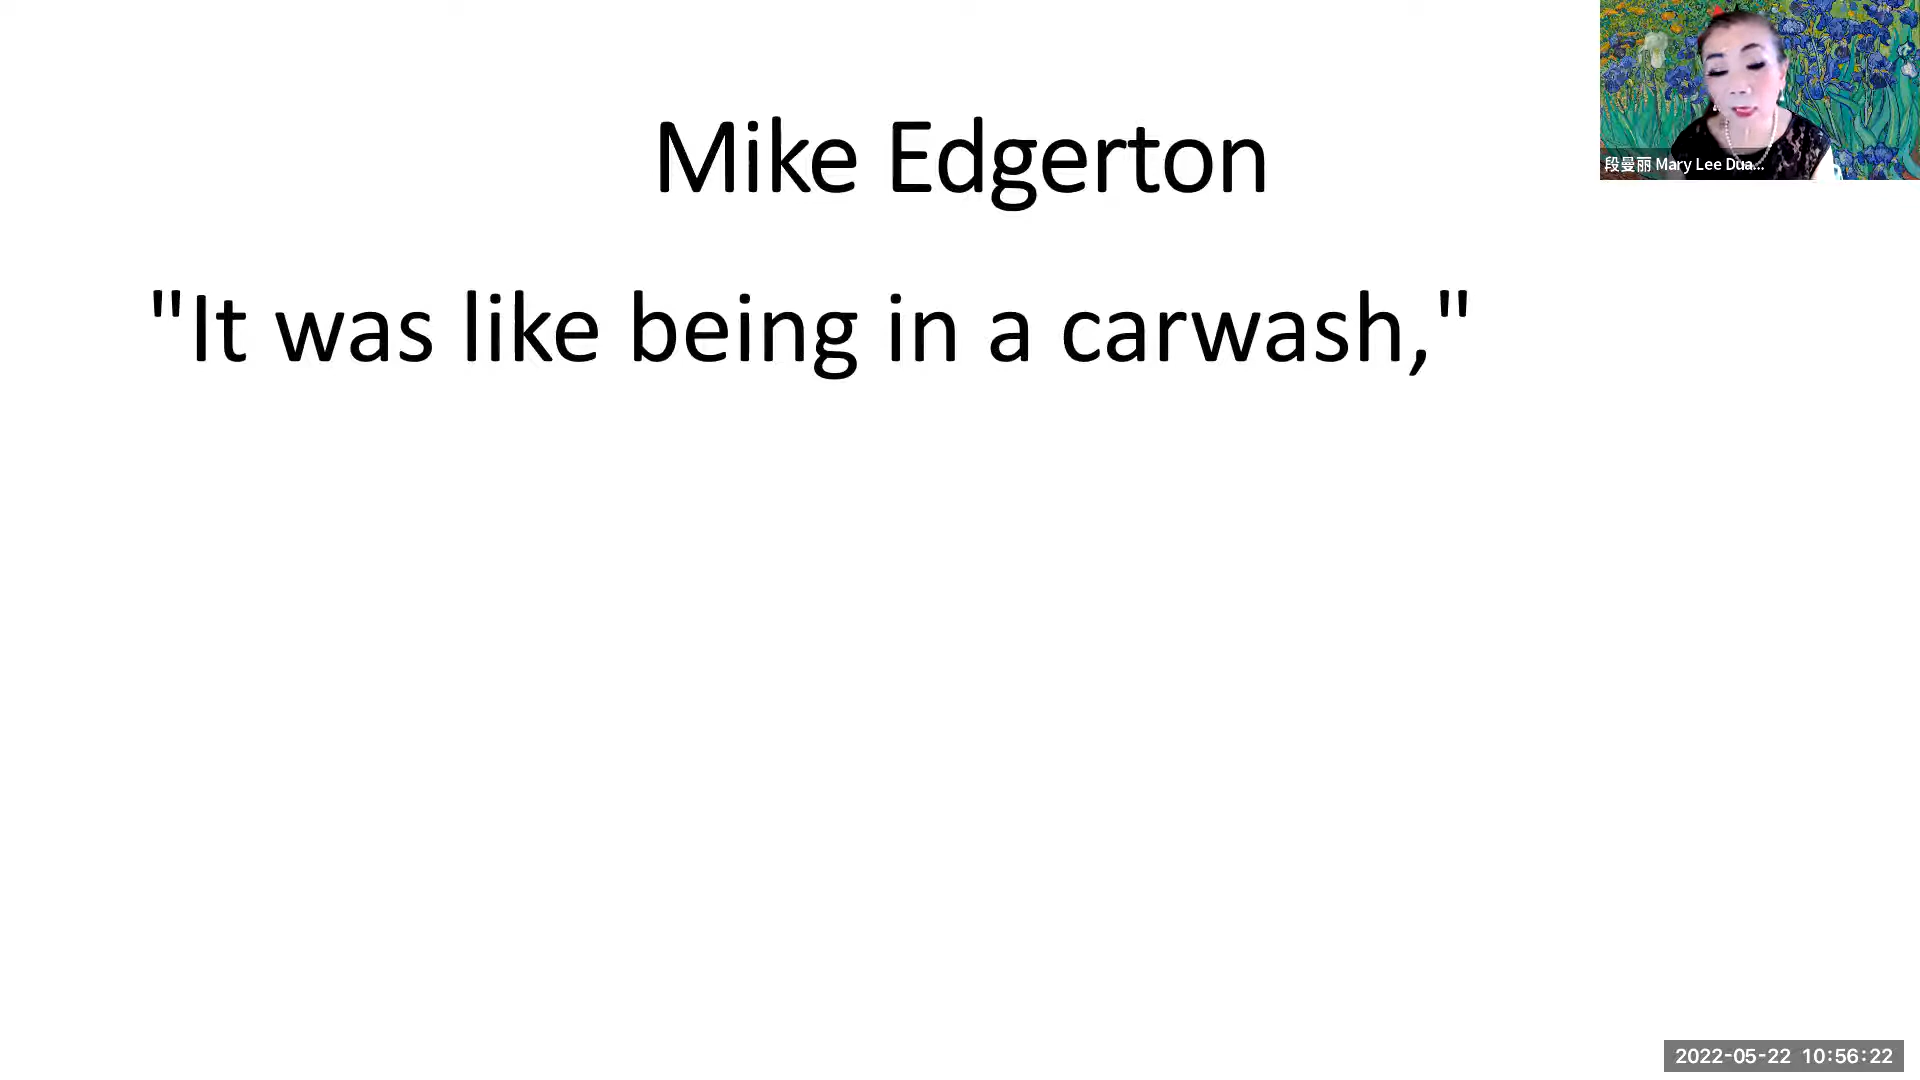 Mike Edgerton
"It was like being in a carwash,"
段曼丽 Mary Lee Dua...
2022-05-22 10:56:22